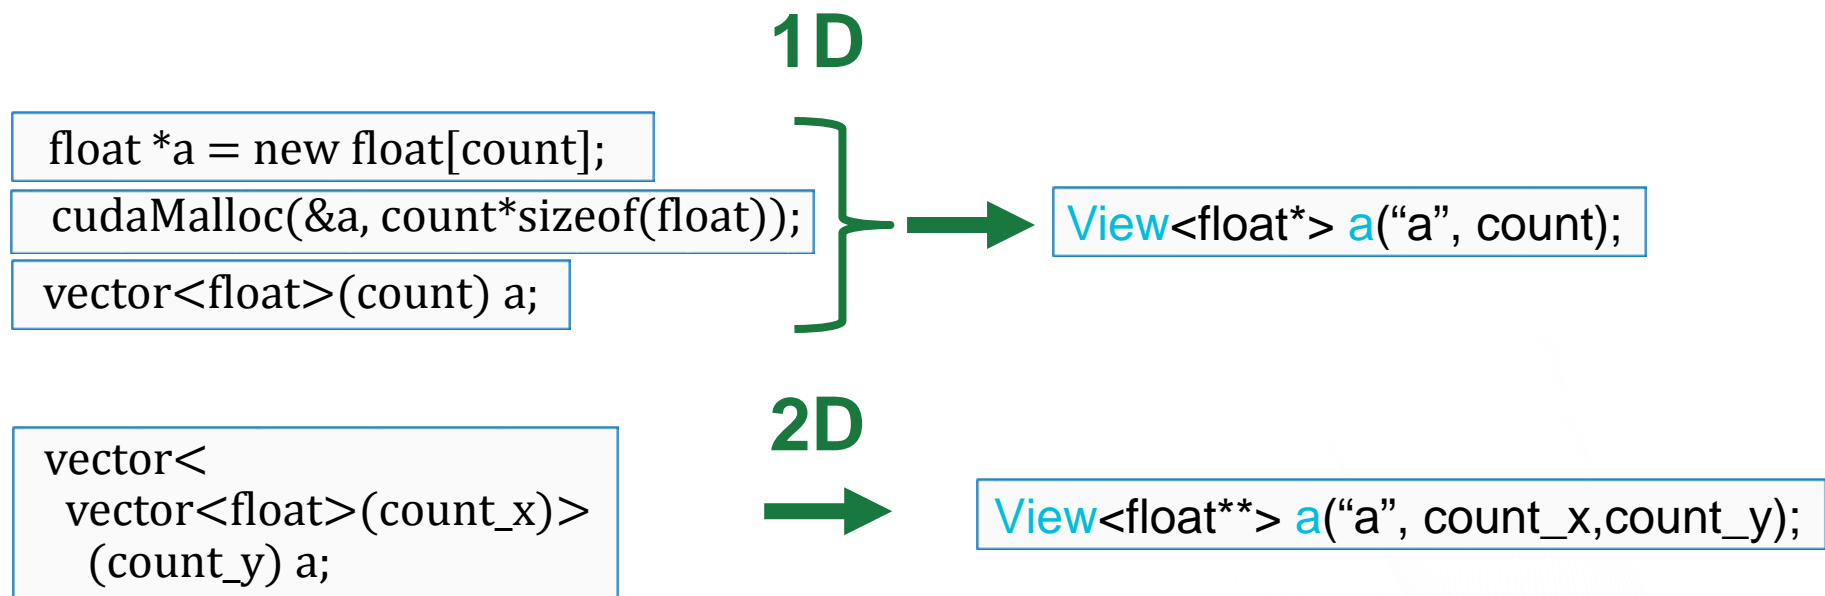 1D
float *a = new float[count];
cudaMalloc(&a, count*sizeof(float));
vector<float>(count) a;
View<float*> a(“a”, count);
2D
vector<
vector<float>(count_x)>
(count_y) a;
View<float**> a(“a”, count_x,count_y);